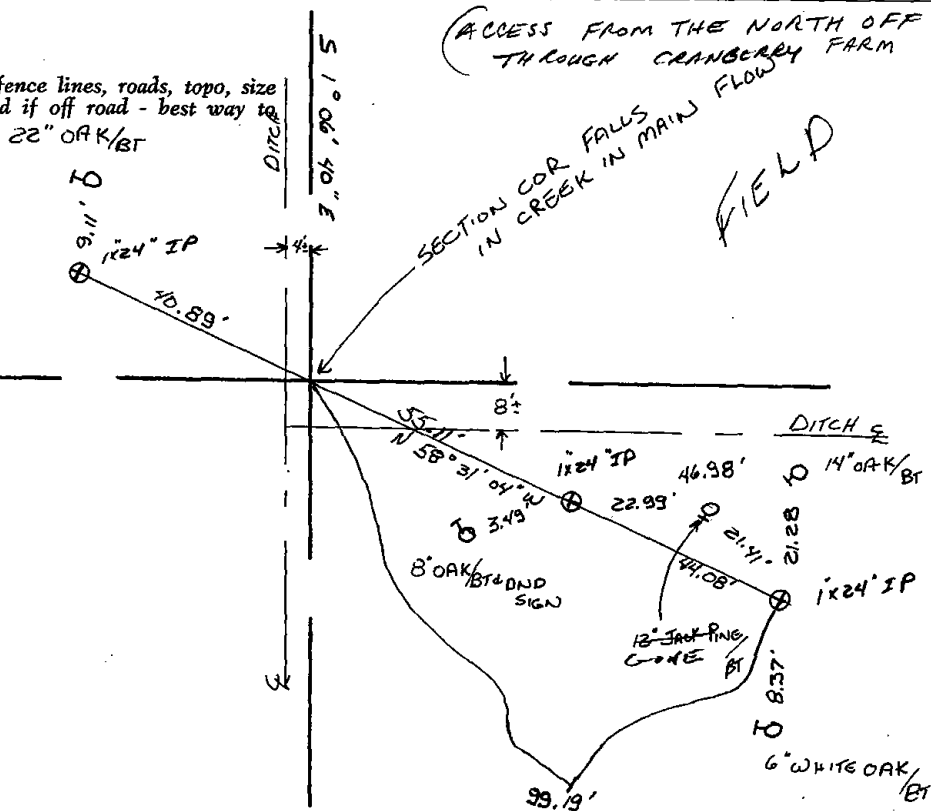 (ACCESS FROM THE NORTH OFF
THROUGH CRANBERRY FARM
fence lines, roads, topo, size
d if off road - best way to
22" OAK/BT
9.11'
1"x24" IP
40.89'
DITCH
S 1° 06' 40" E
4'±
SECTION COR FALLS
IN CREEK IN MAIN FLOW
FIELD
8'±
DITCH ℄
55.11'
N 58° 31' 04" W
1x24" IP
46.98'
22.99'
14" OAK/BT
21.28
21.41'
44.08'
3.49'
8" OAK/BT & DND
SIGN
1x24" IP
12" JACK PINE/BT
GONE
8.37'
6" WHITE OAK/BT
99.19'